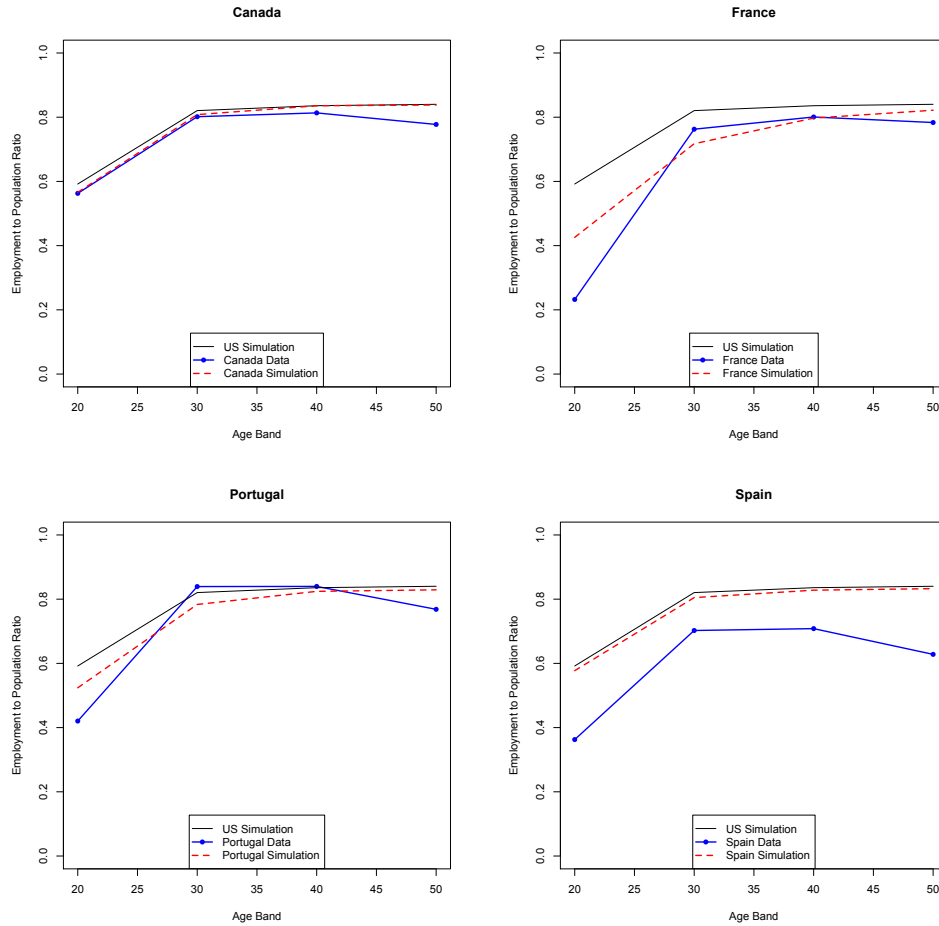 Canada
Employment to Population Ratio
1.0
0.8
0.6
0.4
0.2
0.0
US Simulation
Canada Data
Canada Simulation
20 25 30 35 40 45 50
Age Band
France
Employment to Population Ratio
1.0
0.8
0.6
0.4
0.2
0.0
US Simulation
France Data
France Simulation
20 25 30 35 40 45 50
Age Band
Portugal
Employment to Population Ratio
1.0
0.8
0.6
0.4
0.2
0.0
US Simulation
Portugal Data
Portugal Simulation
20 25 30 35 40 45 50
Age Band
Spain
Employment to Population Ratio
1.0
0.8
0.6
0.4
0.2
0.0
US Simulation
Spain Data
Spain Simulation
20 25 30 35 40 45 50
Age Band